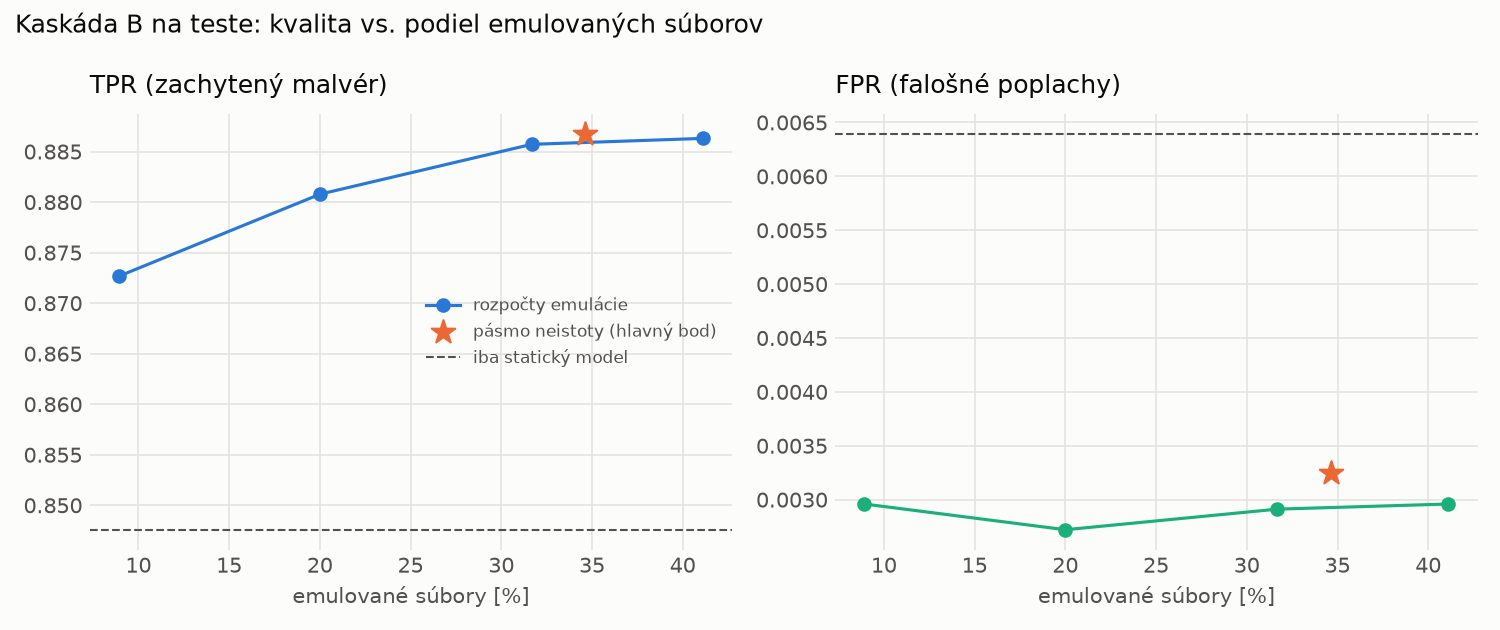 Kaskáda B na teste: kvalita vs. podiel emulovaných súborov
TPR (zachytený malvér)
0.885
0.880
0.875
0.870
0.865
0.860
0.855
0.850
rozpočty emulácie
pásmo neistoty (hlavný bod)
iba statický model
10 15 20 25 30 35 40
emulované súbory [%]
FPR (falošné poplachy)
0.0065
0.0060
0.0055
0.0050
0.0045
0.0040
0.0035
0.0030
10 15 20 25 30 35 40
emulované súbory [%]